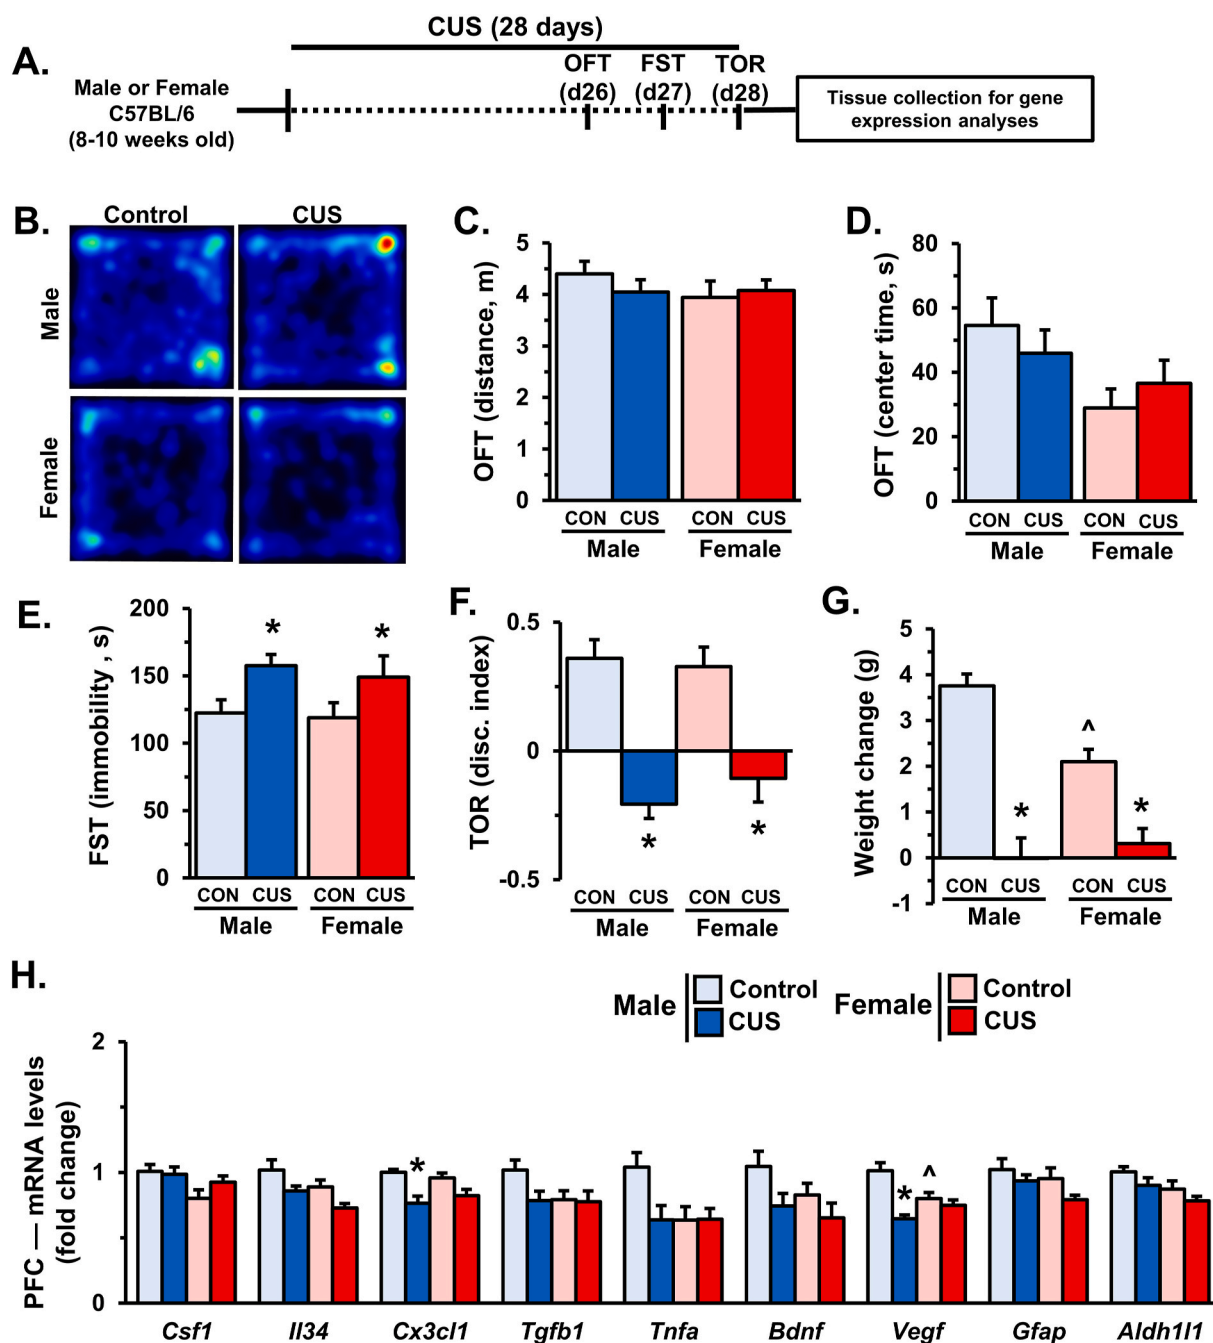 A.
CUS (28 days)
OFT FST TOR
(d26) (d27) (d28)
Male or Female
C57BL/6
(8-10 weeks old)
Tissue collection for gene
expression analyses
B.
Control CUS
Male
Female
C.
OFT (distance, m)
5
4
3
2
1
0
CON CUS CON CUS
Male Female
D.
OFT (center time, s)
80
60
40
20
0
CON CUS CON CUS
Male Female
E.
FST (immobility , s)
200
150
100
50
0
* *
CON CUS CON CUS
Male Female
F.
TOR (disc. index)
0.5
0
-0.5
* *
CON CUS CON CUS
Male Female
G.
Weight change (g)
5
4
3
2
1
0
-1
* ^ *
CON CUS CON CUS
Male Female
H.
Male Control CUS
Female Control CUS
PFC — mRNA levels
(fold change)
2
1
0
* * ^
Csf1 Il34 Cx3cl1 Tgfb1 Tnfa Bdnf Vegf Gfap Aldh1l1